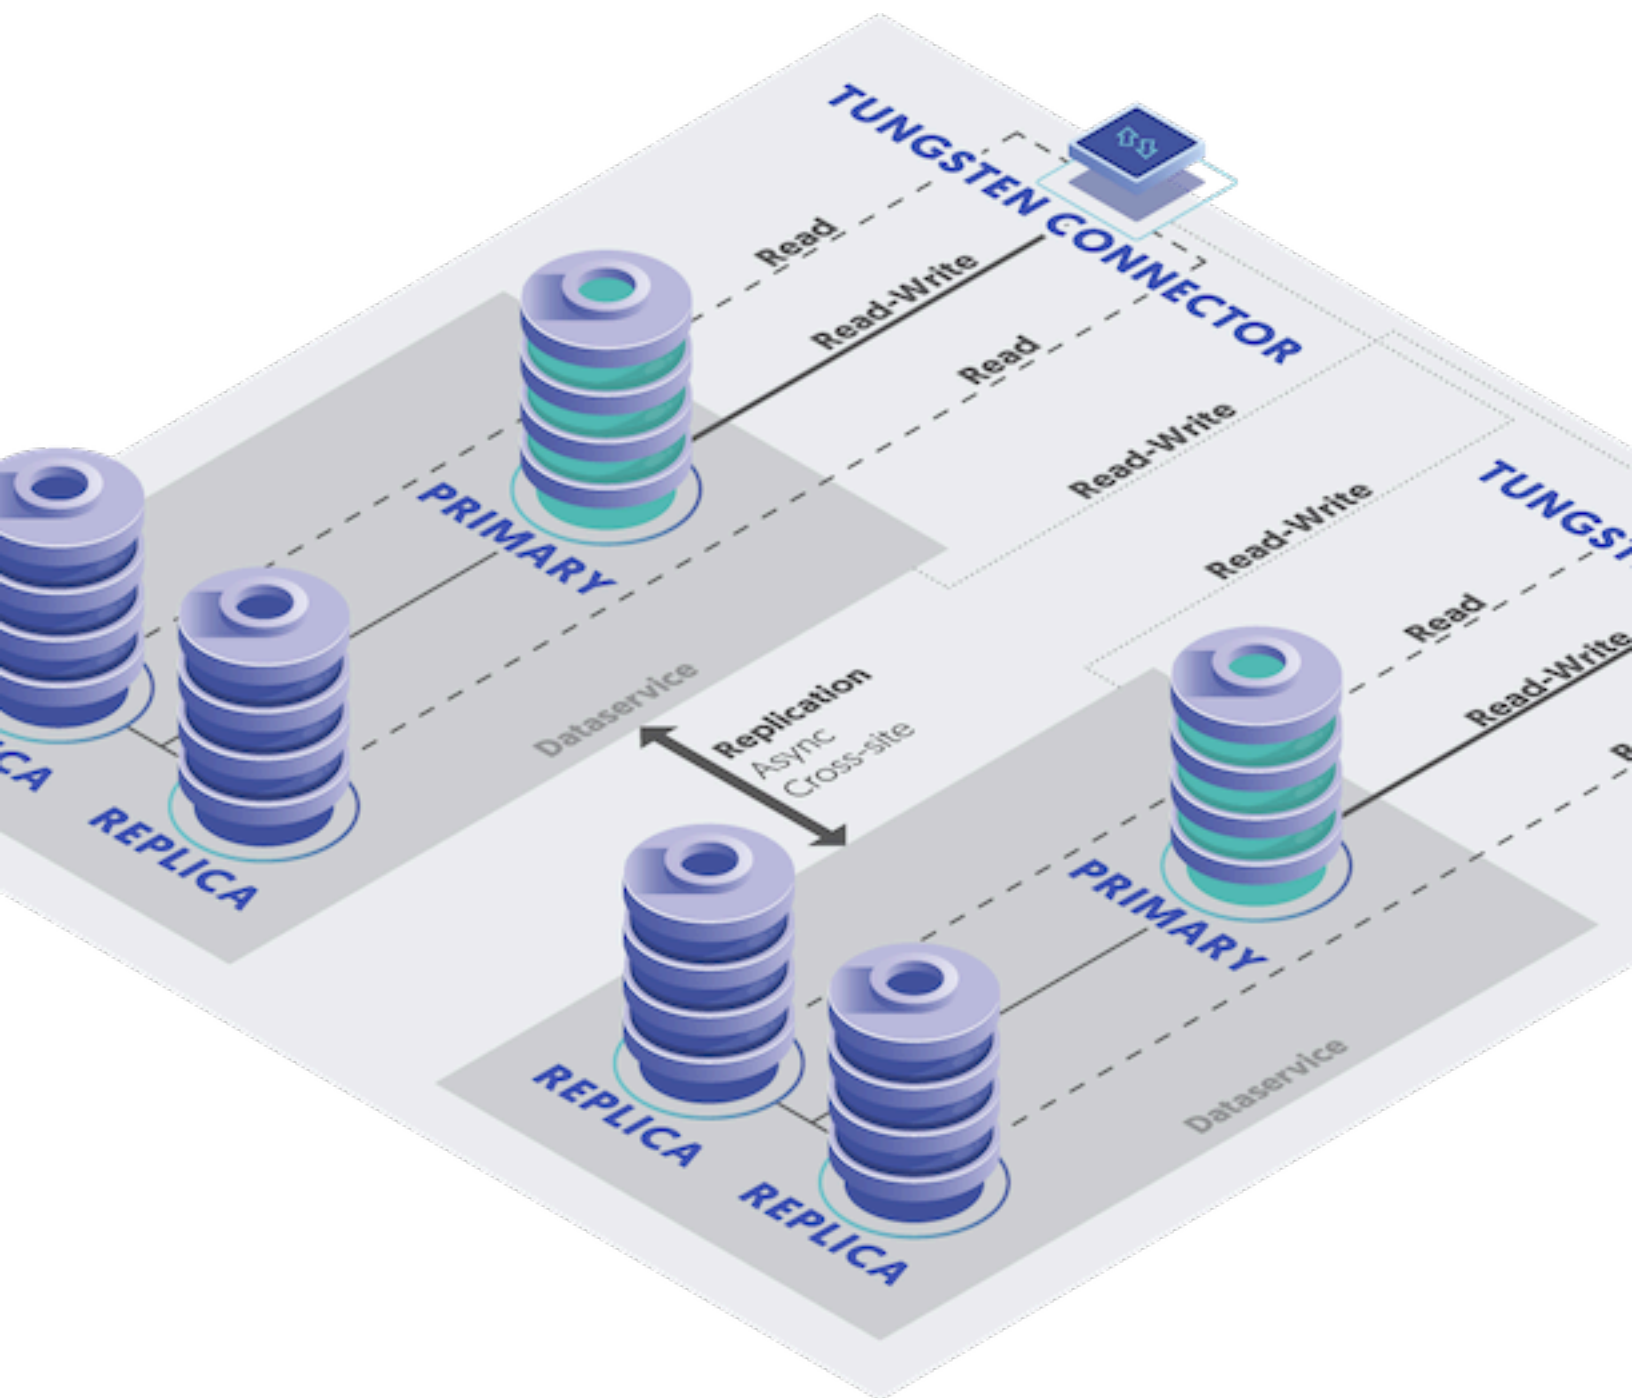 TUNGSTEN CONNECTOR
Read
Read-Write
Read
Read-Write
Read-Write
PRIMARY
REPLICA
Dataservice
Replication
Async
Cross-site
Read
Read-Write
PRIMARY
REPLICA
REPLICA
Dataservice